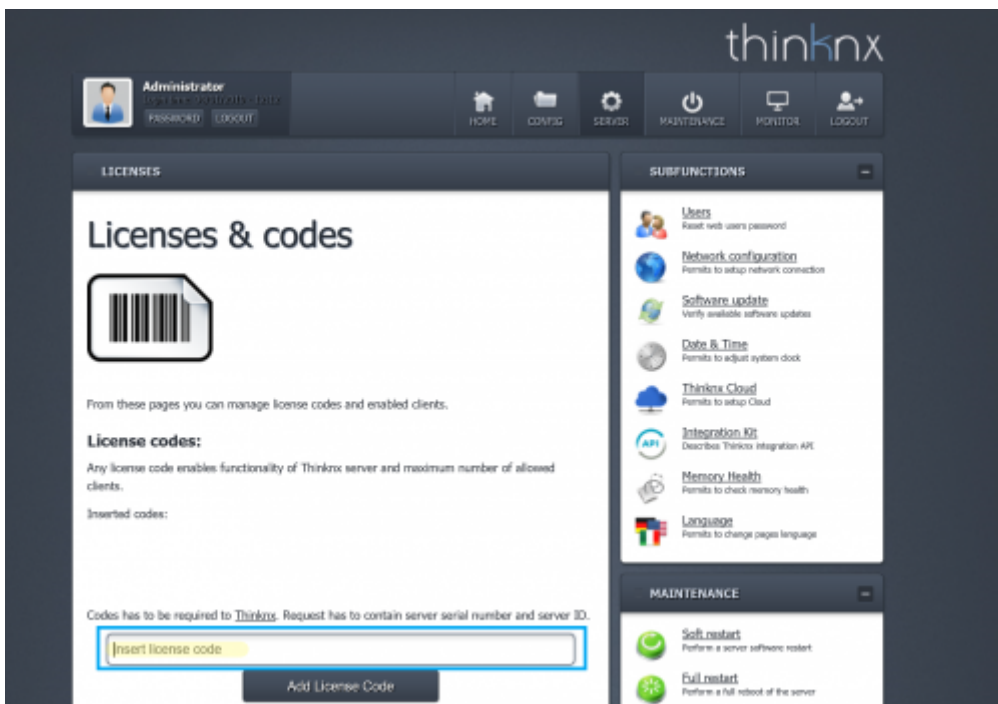 thinknx
Administrator
PASSWORD LOGOUT
HOME CONFIG SERVER MAINTENANCE MONITOR LOGOUT
LICENSES
Licenses & codes
From these pages you can manage license codes and enabled clients.
License codes:
Any license code enables functionality of Thinknx server and maximum number of allowed
clients.
Inserted codes:
Codes has to be required to Thinknx. Request has to contain server serial number and server ID.
Insert license code
Add License Code
SUBFUNCTIONS
Users
Reset web users password
Network configuration
Permits to setup network connection
Software update
Verify available software updates
Date & Time
Permits to adjust system clock
Thinknx Cloud
Permits to setup Cloud
API
Integration Kit
Describes Thinknx integration API
Memory Health
Permits to check memory health
Language
Permits to change pages language
MAINTENANCE
Soft restart
Perform a server software restart
Full restart
Perform a full reboot of the server